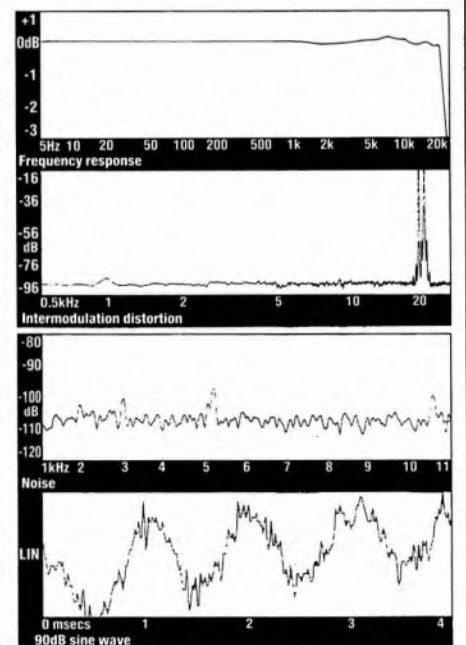 +1
0dB
-1
-2
-3
5Hz 10 20 50 100 200 500 1k 2k 5k 10k 20k
Frequency response
-16
-36
-56
dB
-76
-96
0.5kHz 1 2 5 10 20
Intermodulation distortion
-80
-90
-100
dB
-110
-120
1kHz 2 3 4 5 6 7 8 9 10 11
Noise
LIN
0 msecs 1 2 3 4
90dB sine wave